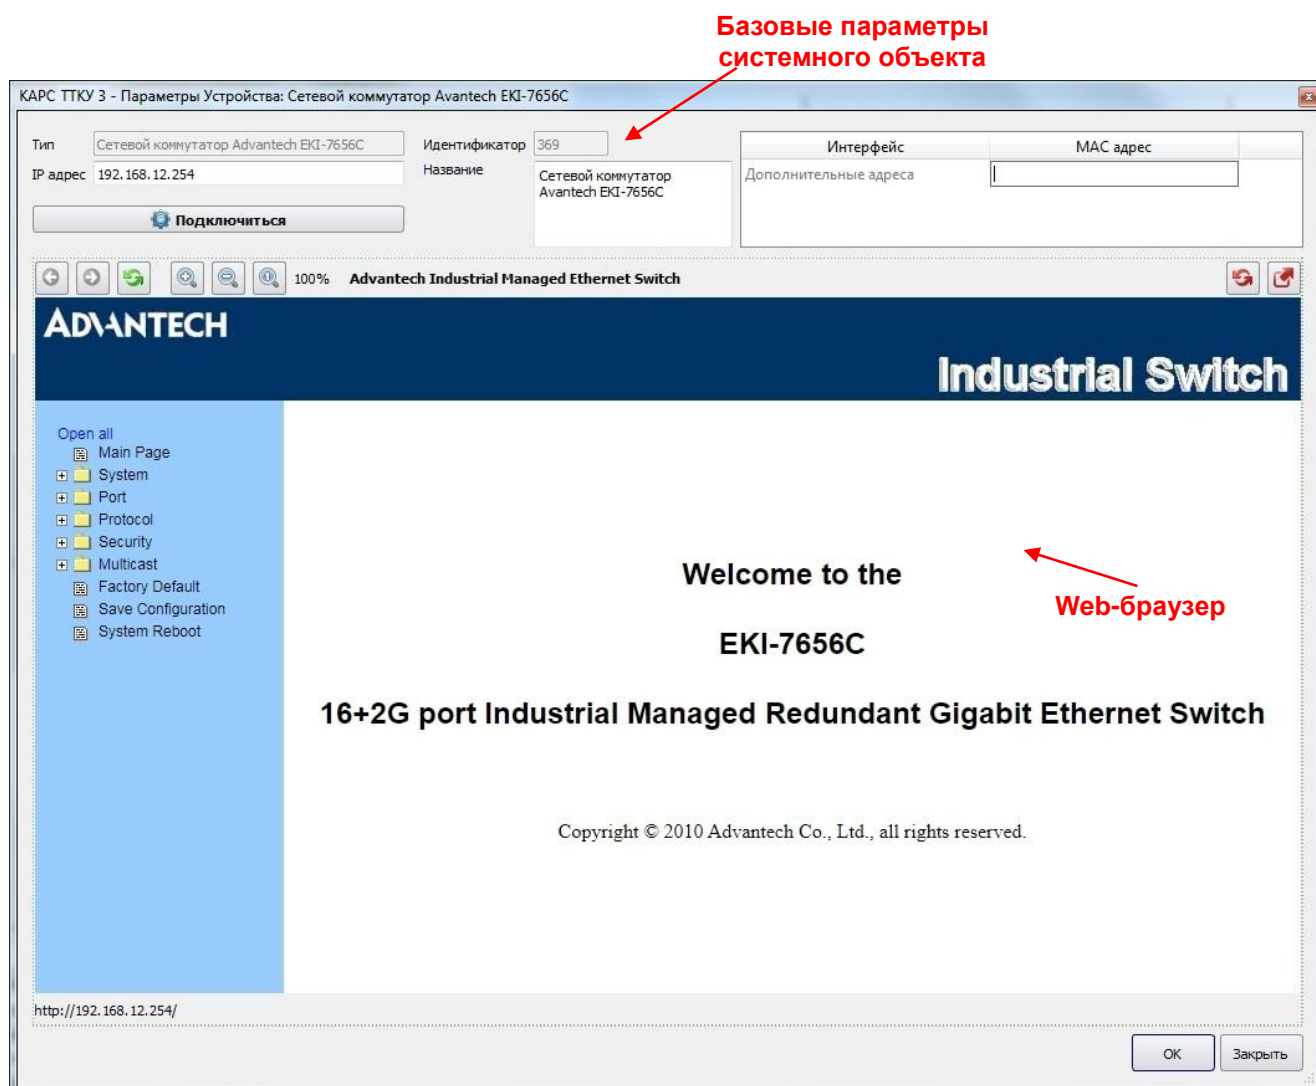 Базовые параметры
системного объекта
КАРС ТТКУ 3 - Параметры Устройства: Сетевой коммутатор Avantech EKI-7656C
Тип Сетевой коммутатор Advantech EKI-7656C Идентификатор 369 Интерфейс MAC адрес
IP адрес 192.168.12.254 Название Сетевой коммутатор Дополнительные адреса
Avantech EKI-7656C
Подключиться
100% Advantech Industrial Managed Ethernet Switch
ADVANTECH
Industrial Switch
Open all
Main Page
System
Port
Protocol
Security
Multicast
Factory Default
Save Configuration
System Reboot
Welcome to the
Web-браузер
EKI-7656C
16+2G port Industrial Managed Redundant Gigabit Ethernet Switch
Copyright © 2010 Advantech Co., Ltd., all rights reserved.
http://192.168.12.254/
OK Закрыть